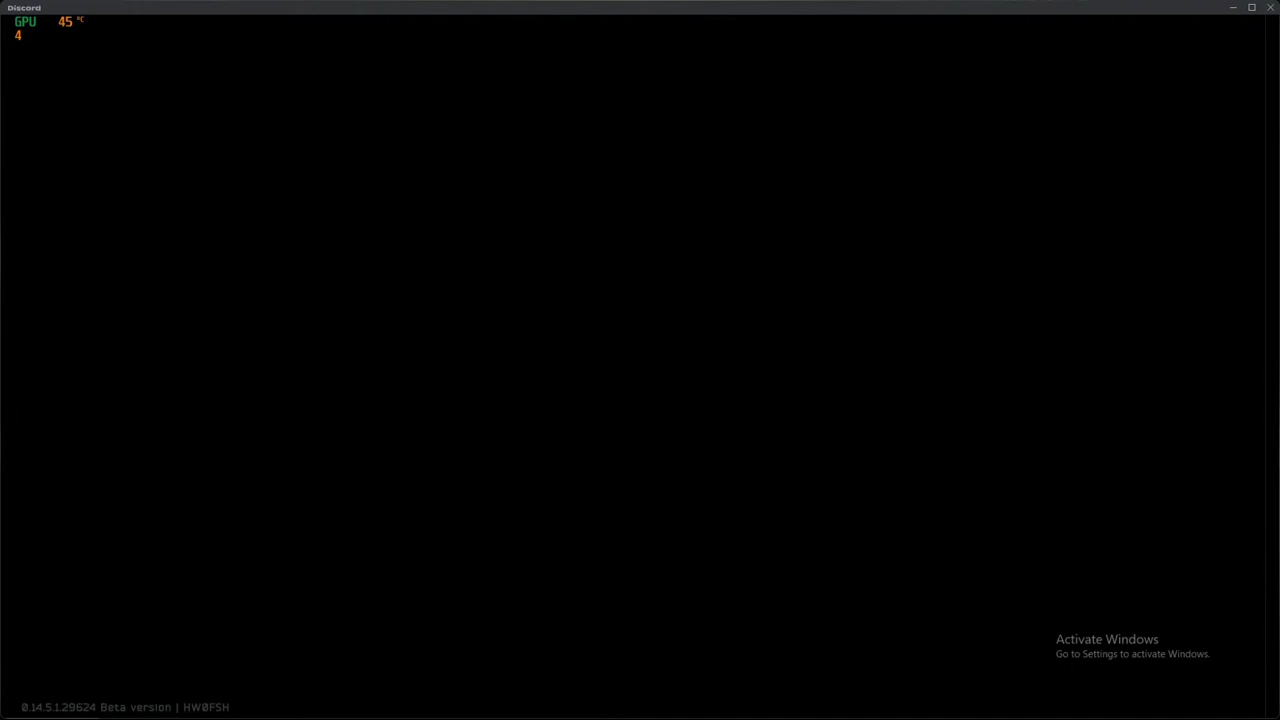 Discord
GPU 45 °C
4
Activate Windows
Go to Settings to activate Windows.
0.14.5.1.29624 Beta version | HW0FSH